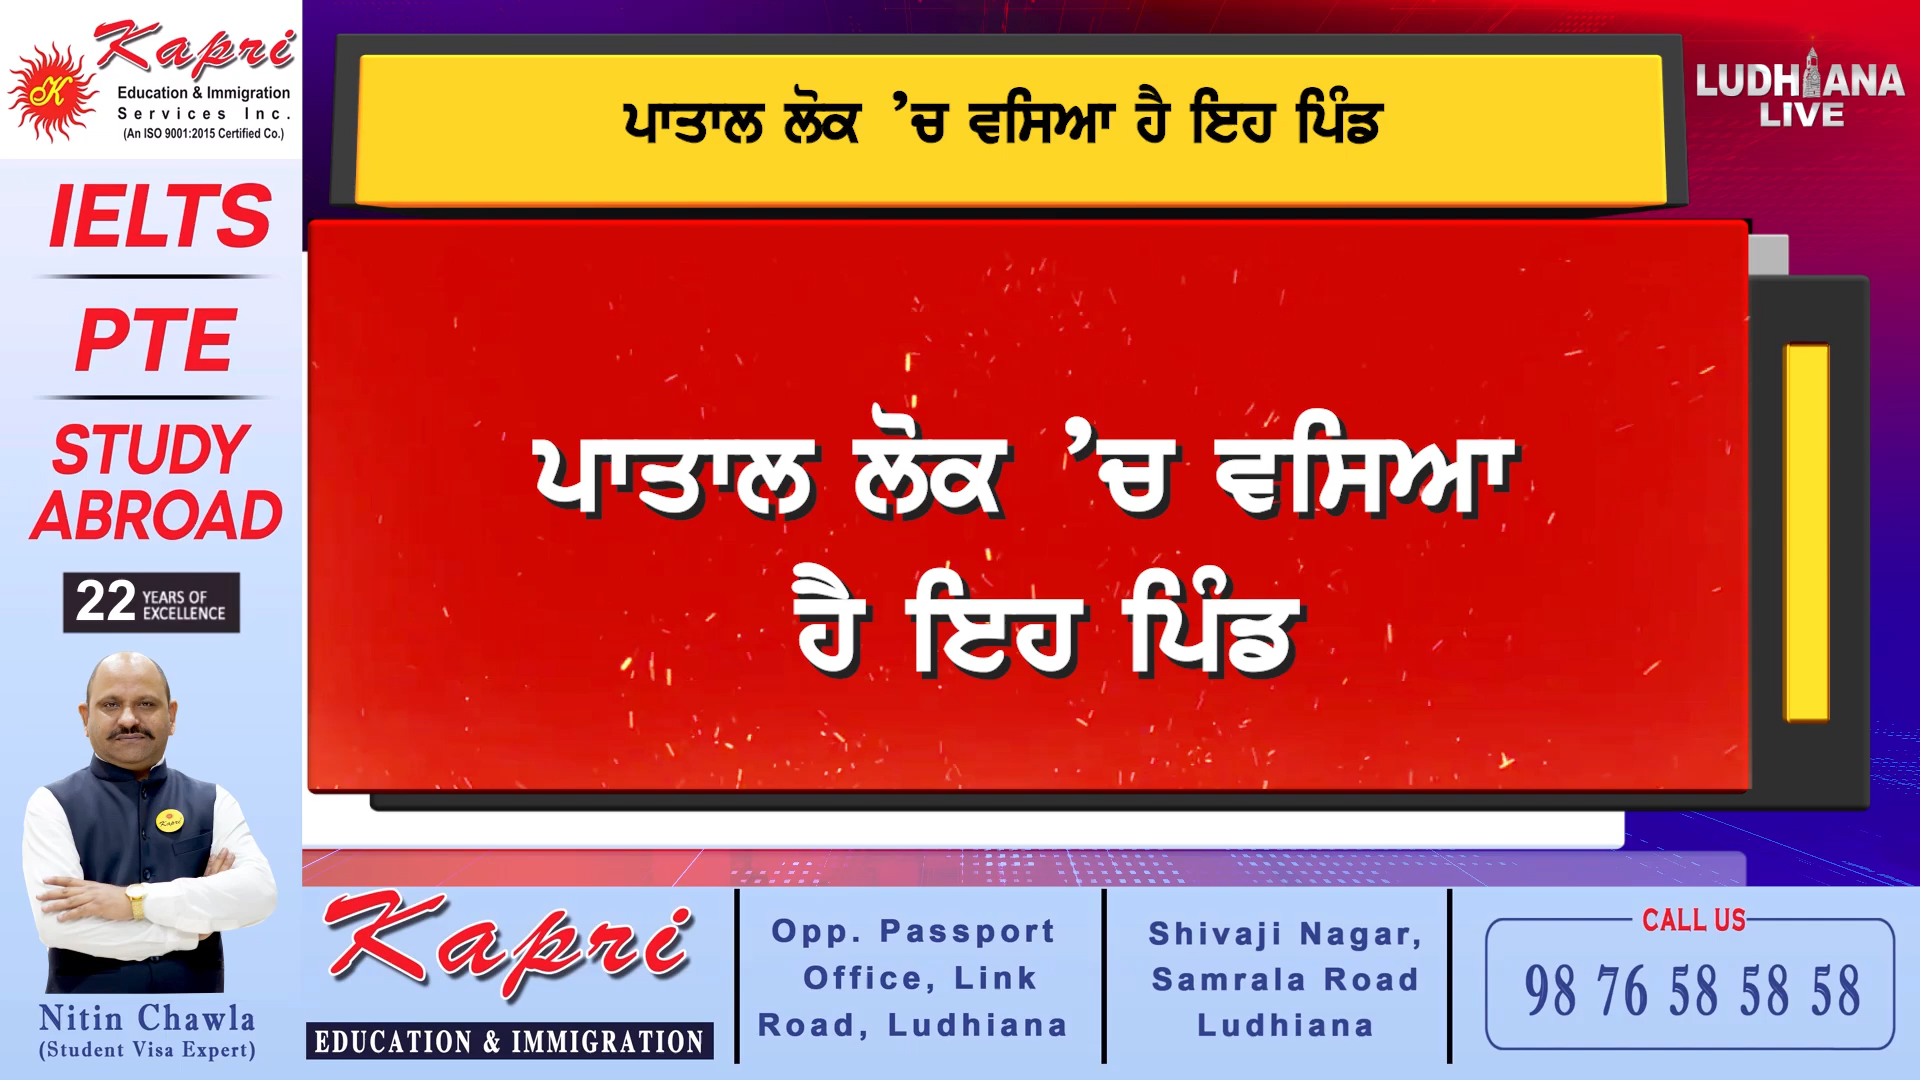 Kapri
Education & Immigration
Services Inc.
(An ISO 9001:2015 Certified Co.)
K
IELTS
PTE
STUDY
ABROAD
22 YEARS OF
EXCELLENCE
Kapri
Nitin Chawla
(Student Visa Expert)
ਪਾਤਾਲ ਲੋਕ ’ਚ ਵਸਿਆ ਹੈ ਇਹ ਪਿੰਡ
LUDHIANA
LIVE
ਪਾਤਾਲ ਲੋਕ ’ਚ ਵਸਿਆ
ਹੈ ਇਹ ਪਿੰਡ
Kapri
EDUCATION & IMMIGRATION
Opp. Passport
Office, Link
Road, Ludhiana
Shivaji Nagar,
Samrala Road
Ludhiana
CALL US
98 76 58 58 58